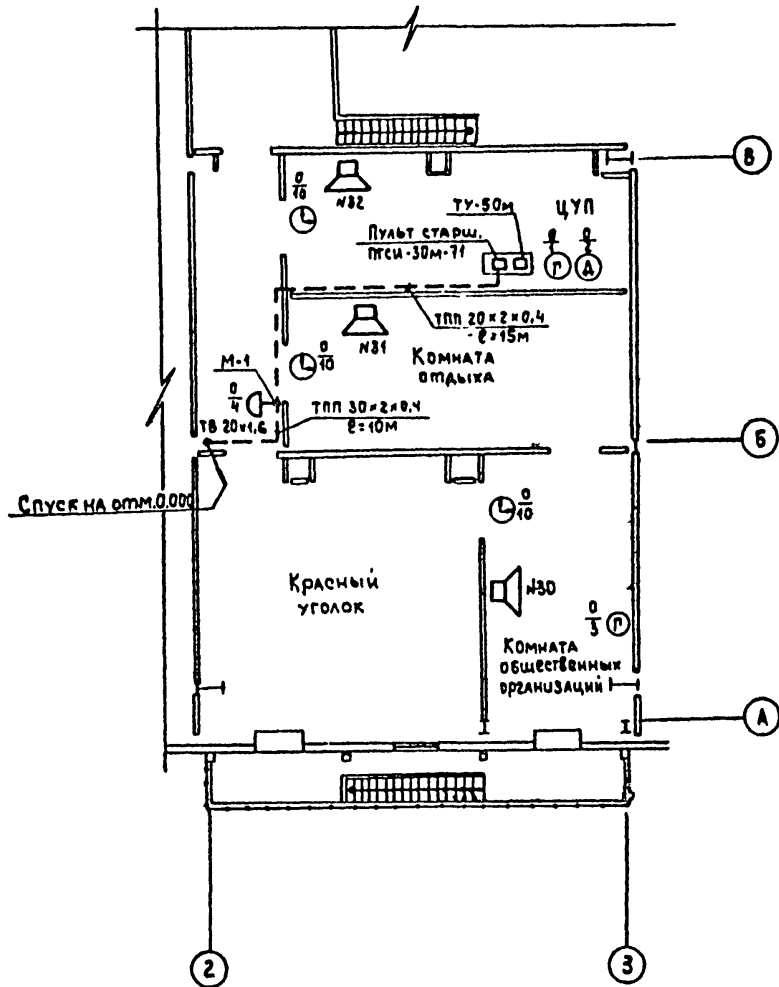 В
0
10
N32
ТУ-50м
ЦУП
Пульт старш.
ПТСИ-30м-71
Г
А
ТПП 20×2×0,4
ℓ=15м
N31
0
10
Комната
отдыха
М-1
0
4
ТПП 30×2×0,4
ℓ=10м
ТВ 20×1,6
Б
Спуск на отм.0.000
0
10
Красный
уголок
N30
0
3
Г
Комната
общественных
организаций
А
2
3